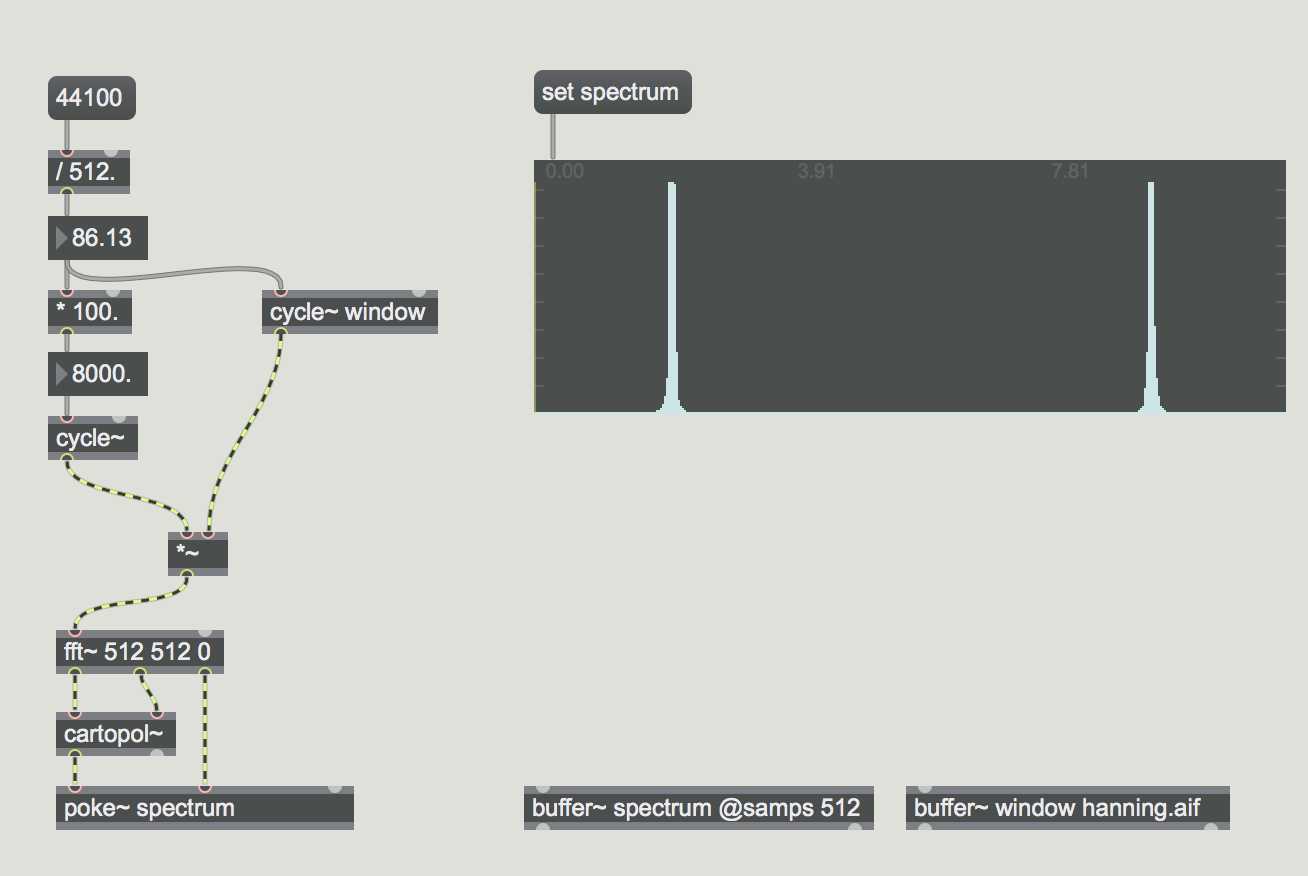 44100
/ 512.
86.13
* 100.
8000.
cycle~
cycle~ window
*~
fft~ 512 512 0
cartopol~
poke~ spectrum
set spectrum
0.00 3.91 7.81
buffer~ spectrum @samps 512
buffer~ window hanning.aif